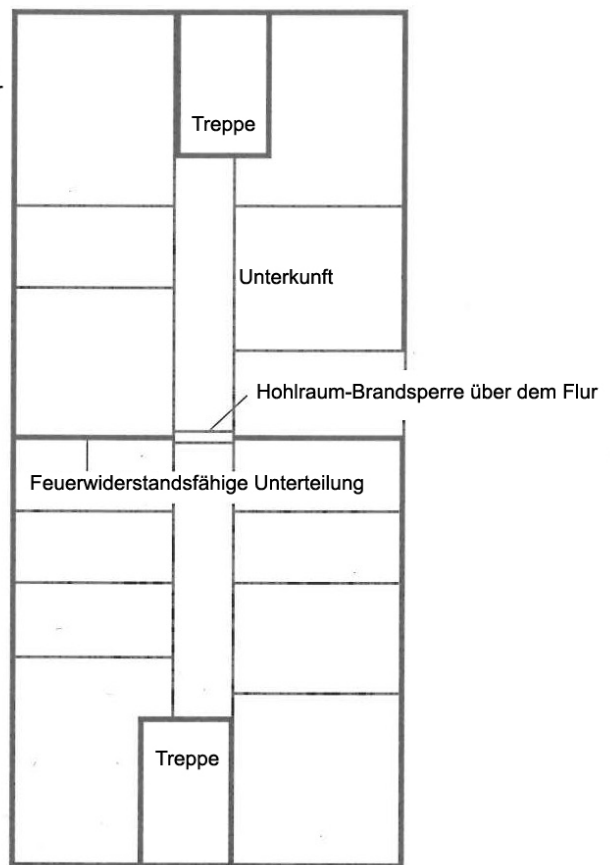 Treppe
Unterkunft
Hohlraum-Brandsperre über dem Flur
Feuerwiderstandsfähige Unterteilung
Treppe